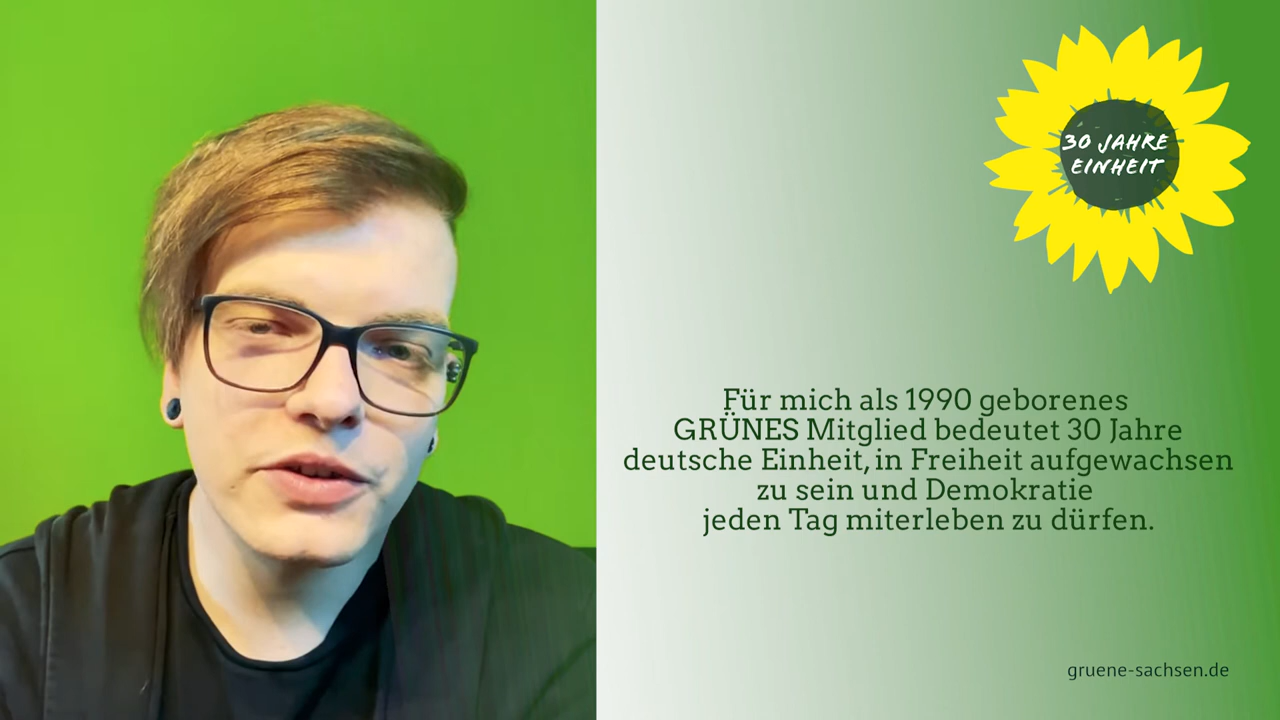 30 JAHRE
EINHEIT
Für mich als 1990 geborenes
GRÜNES Mitglied bedeutet 30 Jahre
deutsche Einheit, in Freiheit aufgewachsen
zu sein und Demokratie
jeden Tag miterleben zu dürfen.
gruene-sachsen.de